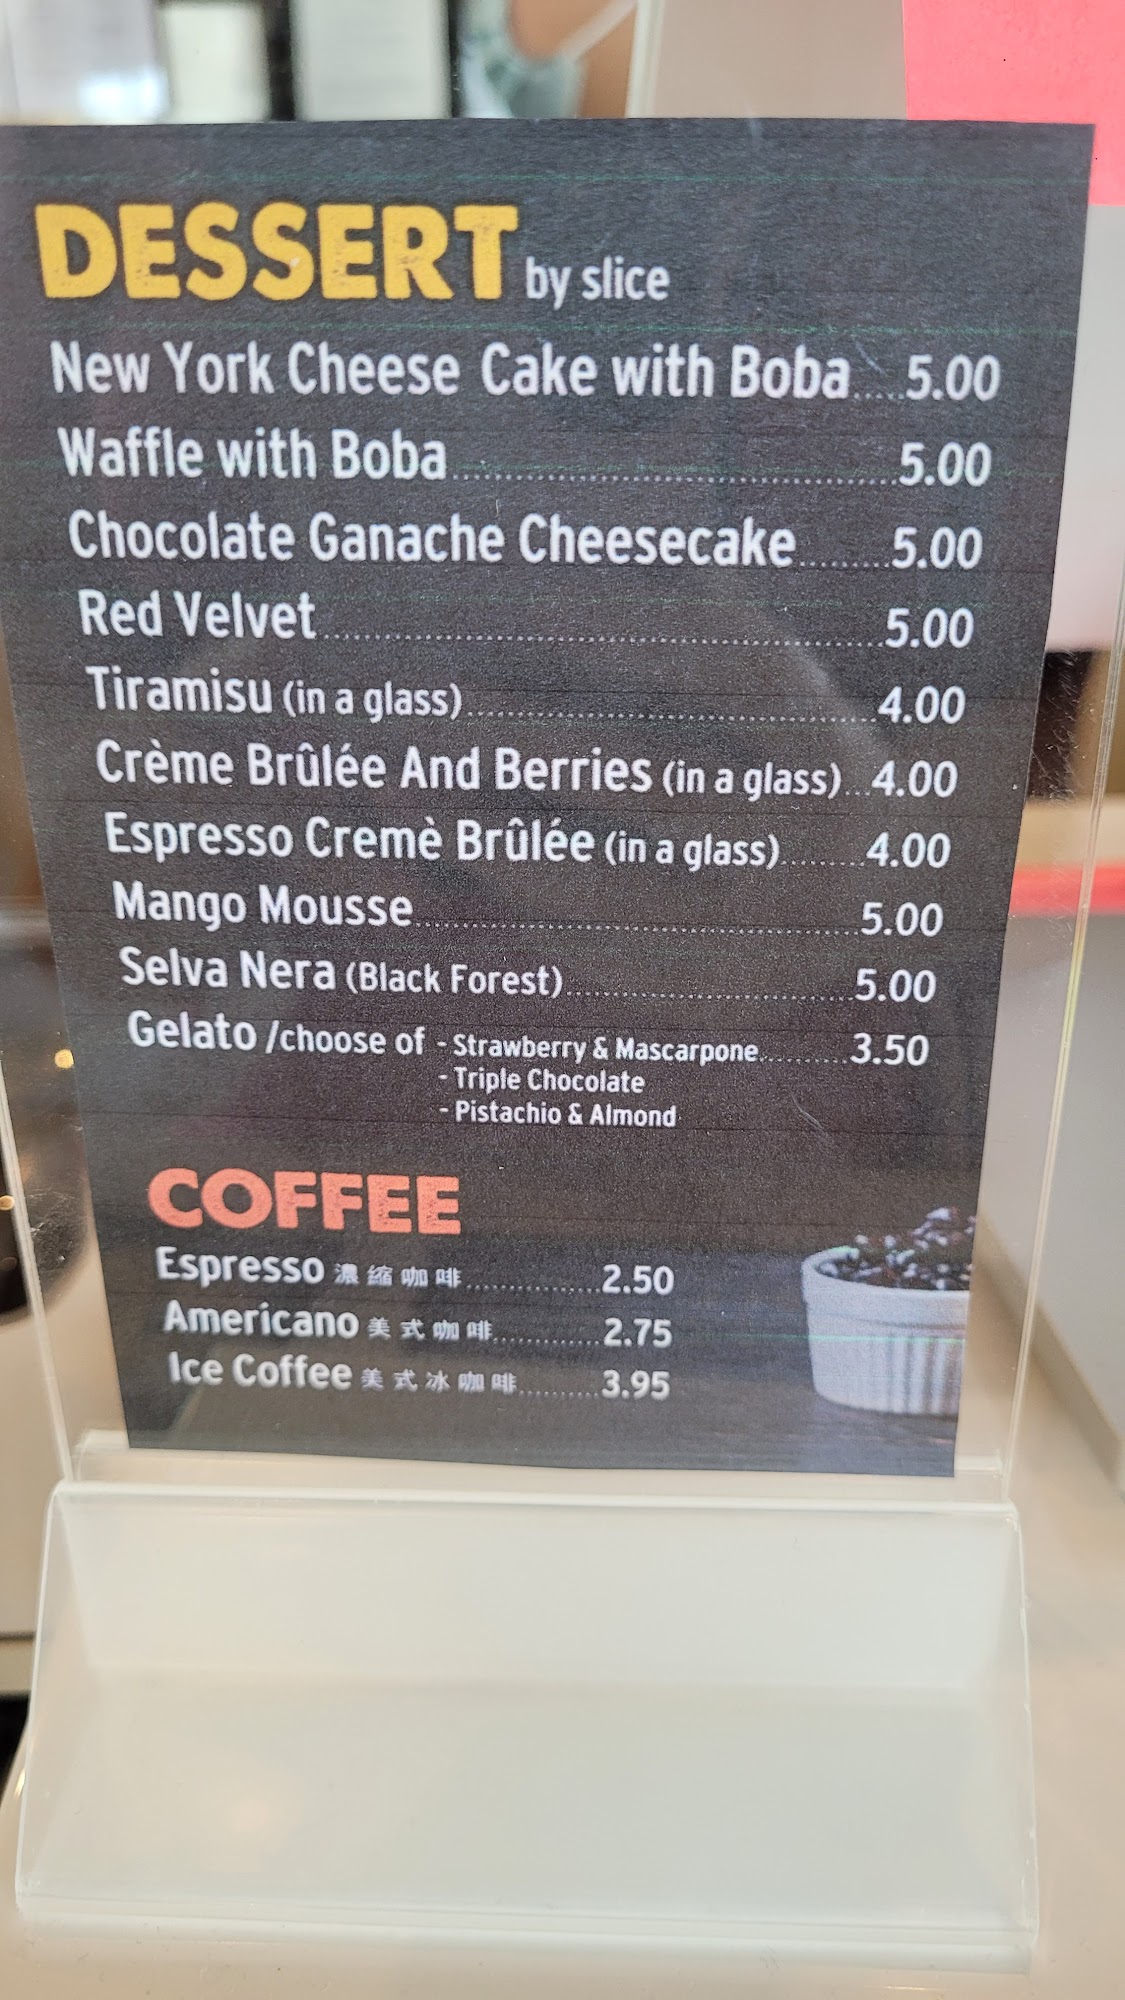 DESSERT by slice
New York Cheese Cake with Boba.....5.00
Waffle with Boba..........................................5.00
Chocolate Ganache Cheesecake.........5.00
Red Velvet.....................................................5.00
Tiramisu (in a glass).......................................4.00
Crème Brûlée And Berries (in a glass)...4.00
Espresso Cremè Brûlée (in a glass).........4.00
Mango Mousse...........................................5.00
Selva Nera (Black Forest)............................5.00
Gelato /choose of - Strawberry & Mascarpone..........3.50
- Triple Chocolate
- Pistachio & Almond
COFFEE
Espresso 濃縮咖啡.............2.50
Americano 美式咖啡............2.75
Ice Coffee 美式冰咖啡.........3.95